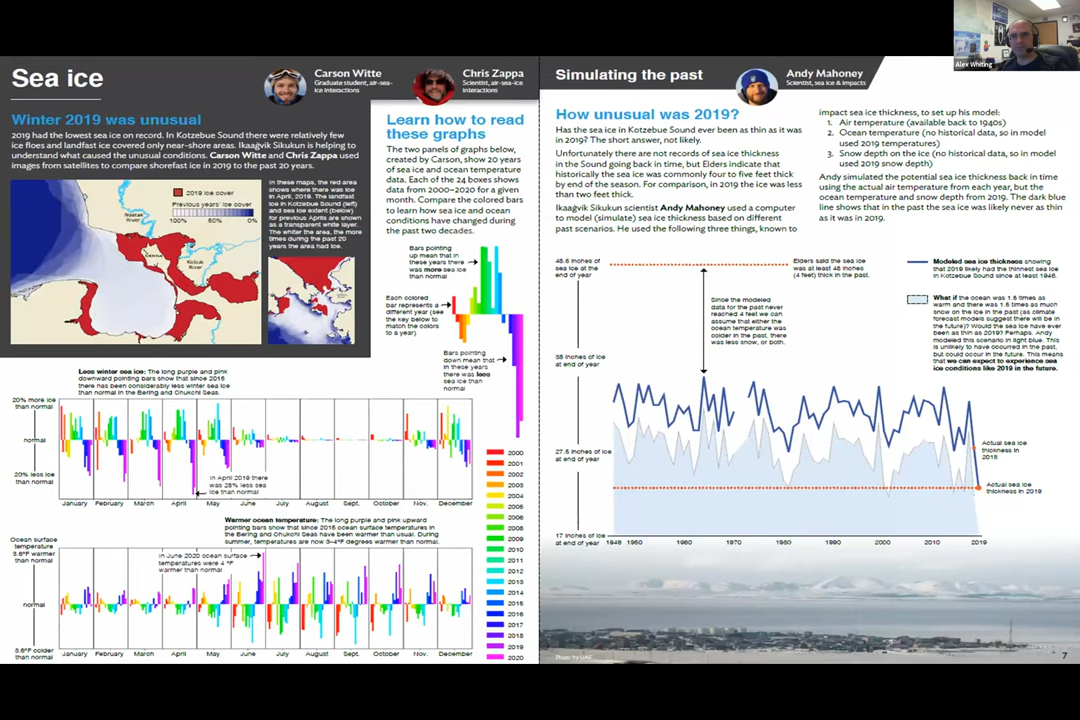 Alex Whiting
Sea ice
Carson Witte
Graduate student, air-sea-
ice interactions
Chris Zappa
Scientist, air-sea-ice
interactions
Winter 2019 was unusual
2019 had the lowest sea ice on record. In Kotzebue Sound there were relatively few
ice floes and landfast ice covered only near-shore areas. Ikaaġvik Sikukun is helping to
understand what caused the unusual conditions. Carson Witte and Chris Zappa used
images from satellites to compare shorefast ice in 2019 to the past 20 years.
2019 ice cover
Previous years' ice cover
100% 50% 0%
Noatak
River
Kotzebue
Kobuk
River
In these maps, the red area
shows where there was ice
in April, 2019. The landfast
ice in Kotzebue Sound (left)
and sea ice extent (below)
for previous Aprils are shown
as a transparent white layer.
The whiter the area, the more
times during the past 20
years the area had ice.
Learn how to read
these graphs
The two panels of graphs below,
created by Carson, show 20 years
of sea ice and ocean temperature
data. Each of the 24 boxes shows
data from 2000–2020 for a given
month. Compare the colored bars
to learn how sea ice and ocean
conditions have changed during
the past two decades.
Bars pointing
up mean that in
these years there
was more sea ice
than normal
Each colored
bar represents a
different year (see
the key below to
match the colors
to a year)
Bars pointing
down mean that in
these years
there was less
sea ice than
normal
Less winter sea ice: The long purple and pink
downward pointing bars show that since 2015
there has been considerably less winter sea ice
than normal in the Bering and Chukchi Seas.
20% more ice
than normal
normal
20% less ice
than normal
In April 2019 there
was 28% less sea
ice than normal
January February March April May June July August Sept. October Nov. December
Warmer ocean temperature: The long purple and pink upward
pointing bars show that since 2015 ocean surface temperatures in
the Bering and Chukchi Seas have been warmer than usual. During
summer, temperatures are now 3–4°F degrees warmer than normal.
Ocean surface
temperature
3.6°F warmer
than normal
normal
3.6°F colder
than normal
In June 2020 ocean surface
temperatures were 4 °F
warmer than normal
January February March April May June July August Sept. October Nov. December
2000
2001
2002
2003
2004
2005
2006
2008
2009
2010
2011
2012
2013
2014
2015
2016
2017
2018
2019
2020
Simulating the past
Andy Mahoney
Scientist, sea ice & impacts
How unusual was 2019?
Has the sea ice in Kotzebue Sound ever been as thin as it was
in 2019? The short answer, not likely.
Unfortunately there are not records of sea ice thickness
in the Sound going back in time, but Elders indicate that
historically the sea ice was commonly four to five feet thick
by end of the season. For comparison, in 2019 the ice was less
than two feet thick.
Ikaaġvik Sikukun scientist Andy Mahoney used a computer
to model (simulate) sea ice thickness based on different
past scenarios. He used the following three things, known to
impact sea ice thickness, to set up his model:
1. Air temperature (available back to 1940s)
2. Ocean temperature (no historical data, so in model
used 2019 temperatures)
3. Snow depth on the ice (no historical data, so in model
used 2019 snow depth)
Andy simulated the potential sea ice thickness back in time
using the actual air temperature from each year, but the
ocean temperature and snow depth from 2019. The dark blue
line shows that in the past the sea ice was likely never as thin
as it was in 2019.
48.5 inches of
sea ice at the
end of year
38 inches of ice
at end of year
27.5 inches of ice
at end of year
17 inches of ice
at end of year
Elders said the sea ice
was at least 48 inches
(4 feet) thick in the past.
Since the modeled
data for the past never
reached 4 feet we can
assume that either the
ocean temperature was
colder in the past, there
was less snow, or both.
Modeled sea ice thickness showing
that 2019 likely had the thinnest sea ice
in Kotzebue Sound since at least 1946.
What if the ocean was 1.5 times as
warm and there was 1.5 times as much
snow on the ice in the past (as climate
forecast models suggest there will be in
the future)? Would the sea ice have ever
been as thin as 2019? Perhaps. Andy
modeled this scenario in light blue. This
is unlikely to have occurred in the past,
but could occur in the future. This means
that we can expect to experience sea
ice conditions like 2019 in the future.
Actual sea ice
thickness in
Actual sea ice
thickness in 2019
1946 1950 1960 1970 1980 1990 2000 2010 2019
Photo by UAF
7